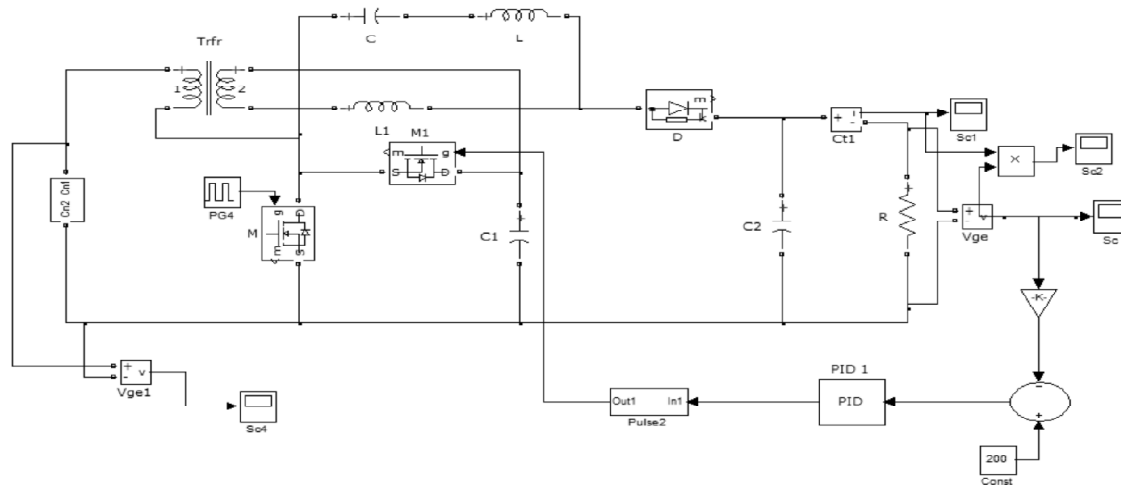 C
L
Trfr
1
2
L1
M1
m
g
S
D
m
k
D
+
-
i
Ct1
Sc1
×
Sc2
Cn1
Cn2
PG4
g
D
M
m
S
C1
C2
R
+
-
v
Vge
Sc
-K-
+
-
v
Vge1
Sc4
Out1
In1
Pulse2
PID 1
PID
-
+
200
Const